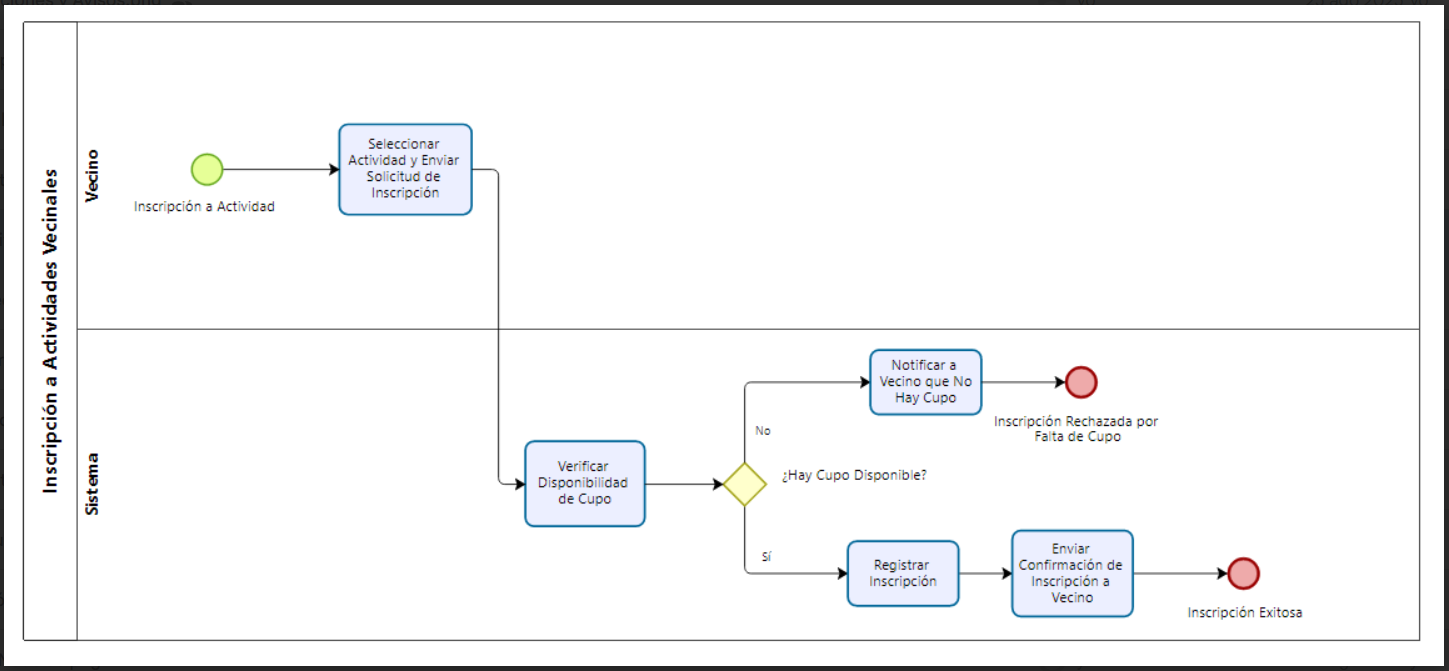 Inscripción a Actividades Vecinales
Vecino
Inscripción a Actividad
Seleccionar
Actividad y Enviar
Solicitud de
Inscripción
Sistema
Verificar
Disponibilidad
de Cupo
¿Hay Cupo Disponible?
No
Notificar a
Vecino que No
Hay Cupo
Inscripción Rechazada por
Falta de Cupo
Sí
Registrar
Inscripción
Enviar
Confirmación de
Inscripción a
Vecino
Inscripción Exitosa